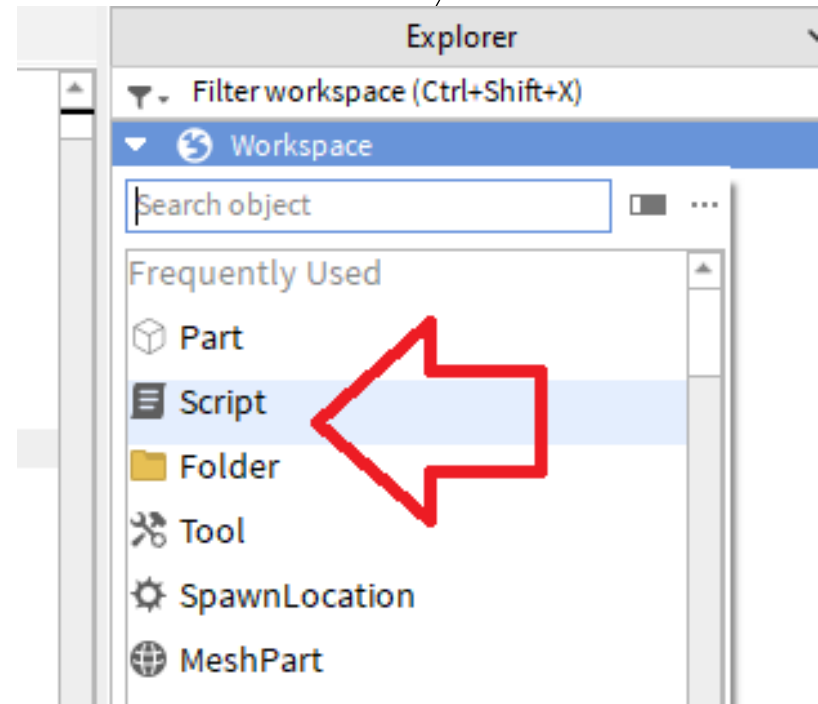 Explorer
Filter workspace (Ctrl+Shift+X)
Workspace
Search object
Frequently Used
Part
Script
Folder
Tool
SpawnLocation
MeshPart